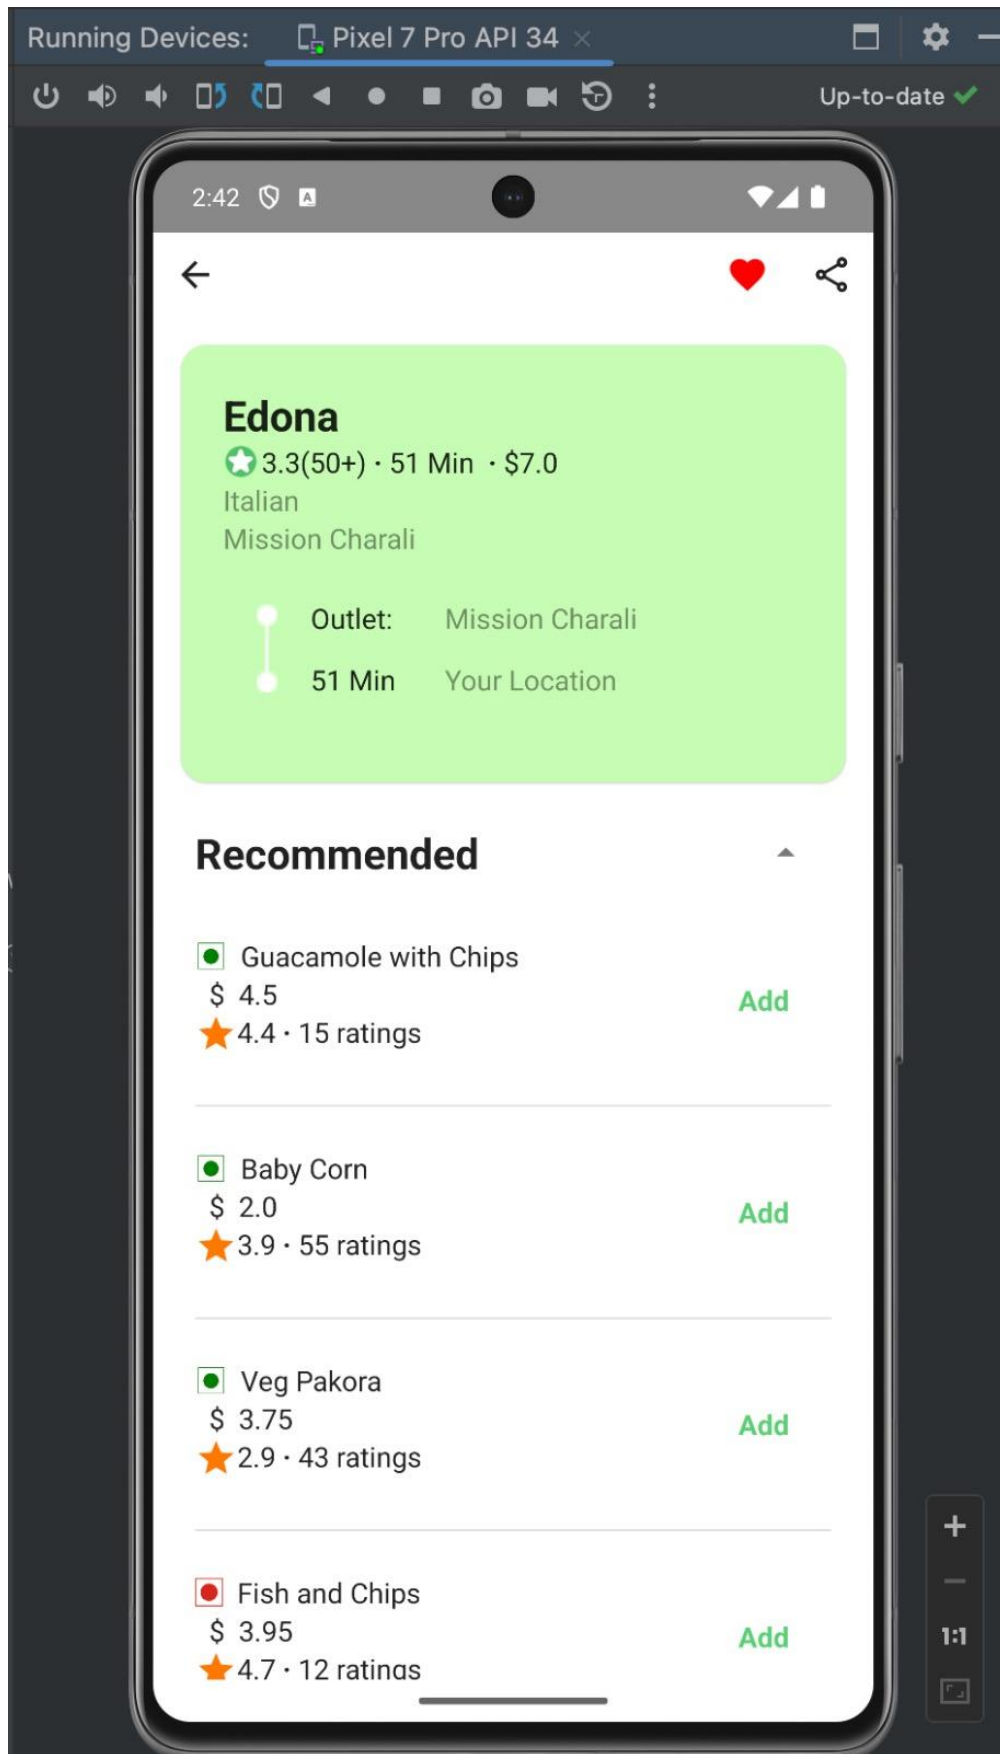 Running Devices: Pixel 7 Pro API 34
Up-to-date
2:42 A
Edona
3.3(50+) · 51 Min · $7.0
Italian
Mission Charali
Outlet: Mission Charali
51 Min Your Location
Recommended
Guacamole with Chips
$ 4.5
Add
4.4 · 15 ratings
Baby Corn
$ 2.0
Add
3.9 · 55 ratings
Veg Pakora
$ 3.75
Add
2.9 · 43 ratings
Fish and Chips
$ 3.95
Add
4.7 · 12 ratings
1:1